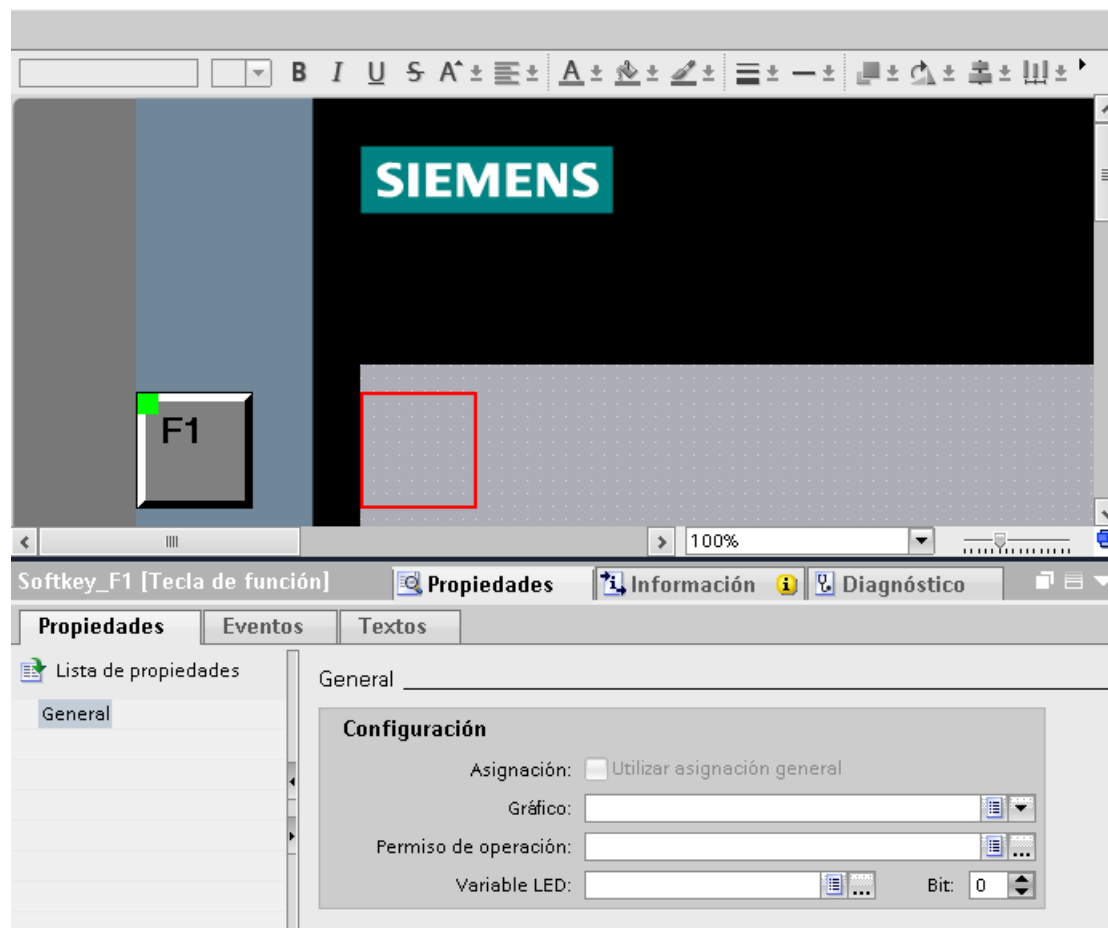 B I U S A
A
SIEMENS
F1
100%
Softkey_F1 [Tecla de función]
Propiedades
Información
Diagnóstico
Propiedades
Eventos
Textos
Lista de propiedades
General
General
Configuración
Asignación:
Utilizar asignación general
Gráfico:
Permiso de operación:
...
Variable LED:
...
Bit:
0